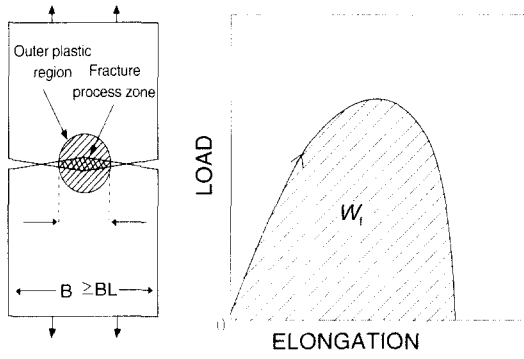 Outer plastic
region
Fracture
process zone
B ≥BL
LOAD
W_f
0
ELONGATION